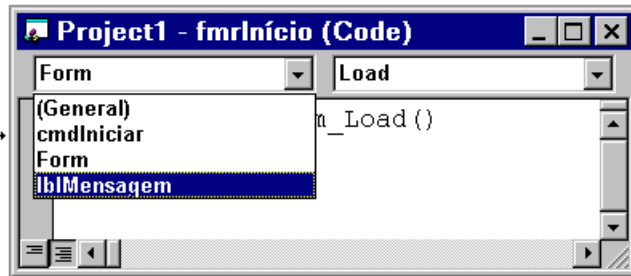 Project1 - fmrInício (Code)
Form
Load
(General)
cmdIniciar
Form
lblMensagem
m_Load()